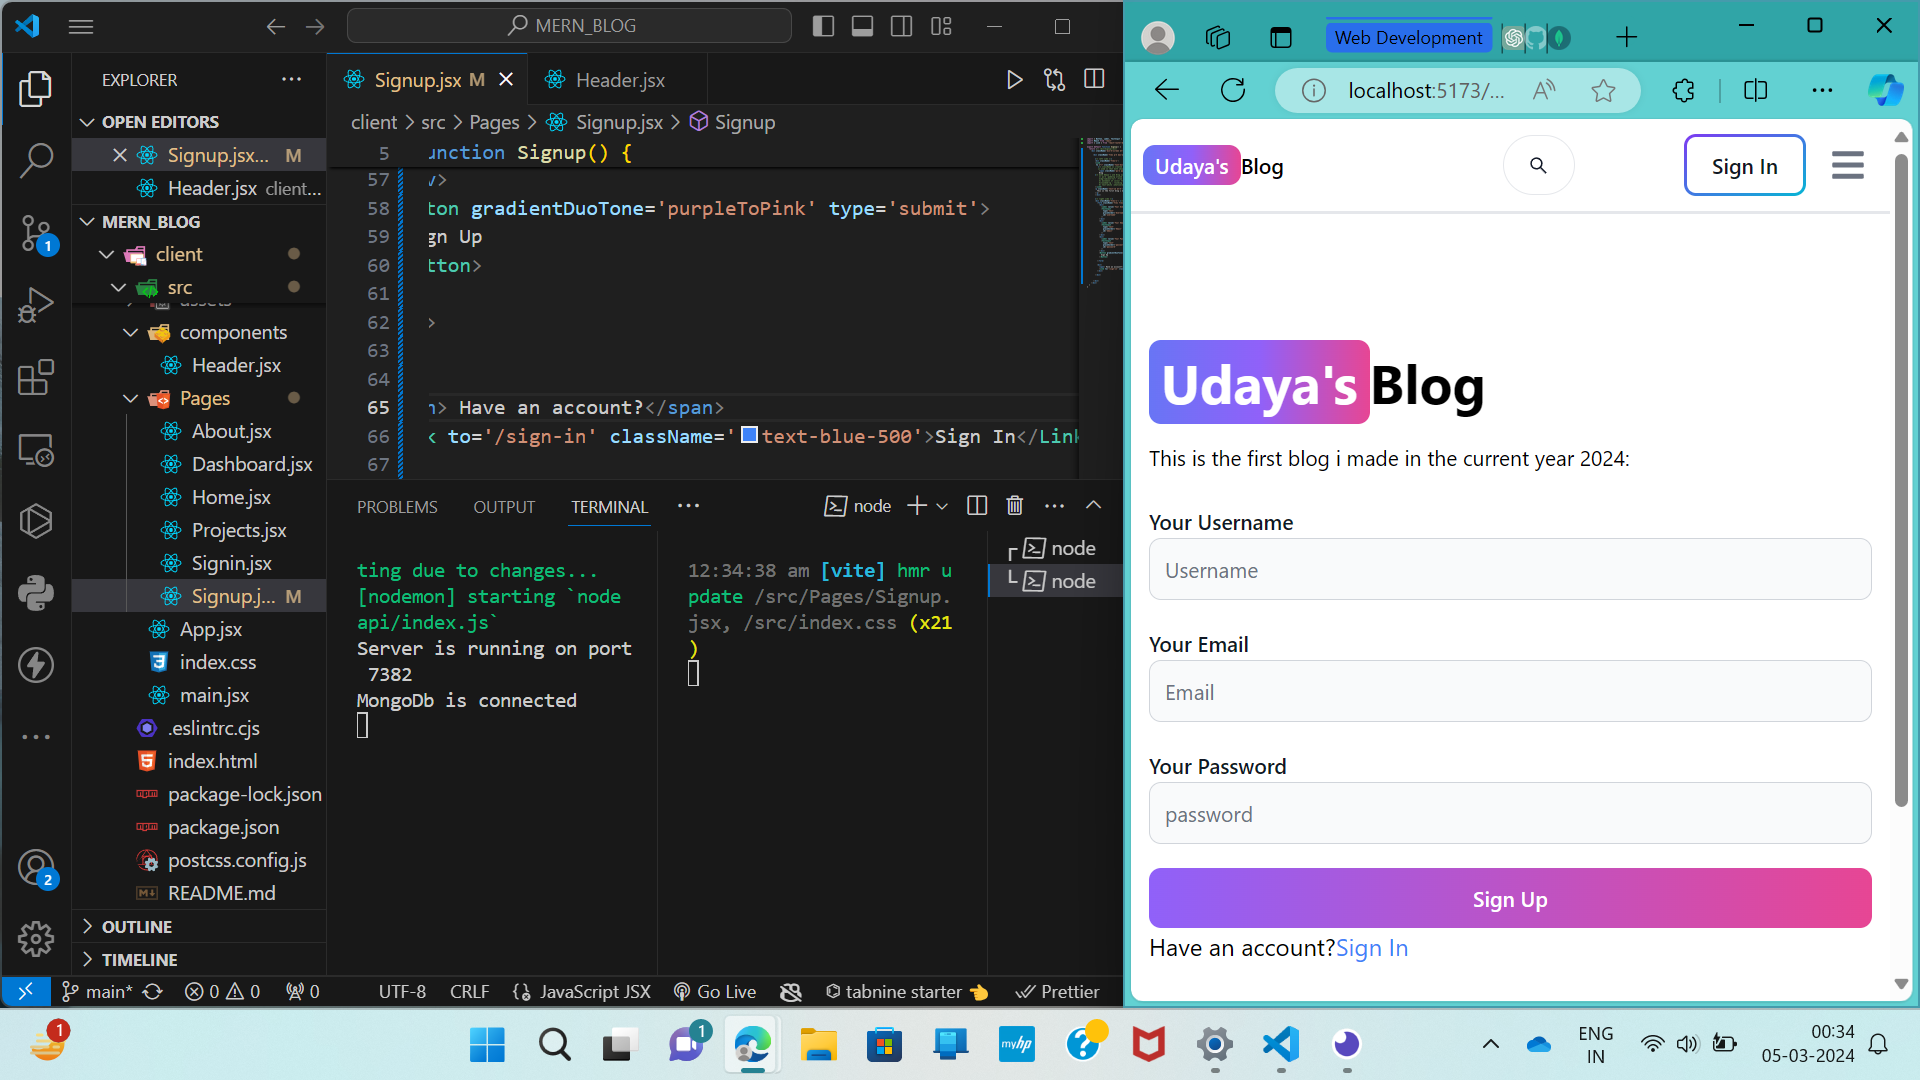 MERN_BLOG
EXPLORER
OPEN EDITORS
Signup.jsx... M
Header.jsx client...
MERN_BLOG
client
src
assets
components
Header.jsx
Pages
About.jsx
Dashboard.jsx
Home.jsx
Projects.jsx
Signin.jsx
Signup.j... M
App.jsx
index.css
main.jsx
.eslintrc.cjs
index.html
package-lock.json
package.json
postcss.config.js
README.md
OUTLINE
TIMELINE
1
2
Signup.jsx M
Header.jsx
client > src > Pages > Signup.jsx > Signup
5 unction Signup() {
57 />
58 ton gradientDuoTone='purpleToPink' type='submit'>
59 gn Up
60 tton>
61
62 >
63
64
65 n> Have an account?</span>
66 k to='/sign-in' className='text-blue-500'>Sign In</Link
67
PROBLEMS OUTPUT TERMINAL ... node
ting due to changes...
[nodemon] starting `node
api/index.js`
Server is running on port
7382
MongoDb is connected
12:34:38 am [vite] hmr u
pdate /src/Pages/Signup.
jsx, /src/index.css (x21
)
node
node
main* 0 0 0 UTF-8 CRLF {} JavaScript JSX Go Live tabnine starter Prettier
Web Development
localhost:5173/...
Udaya's Blog
Sign In
Udaya's Blog
This is the first blog i made in the current year 2024:
Your Username
Username
Your Email
Email
Your Password
password
Sign Up
Have an account?Sign In
1
1
myhp
ENG
IN
00:34
05-03-2024